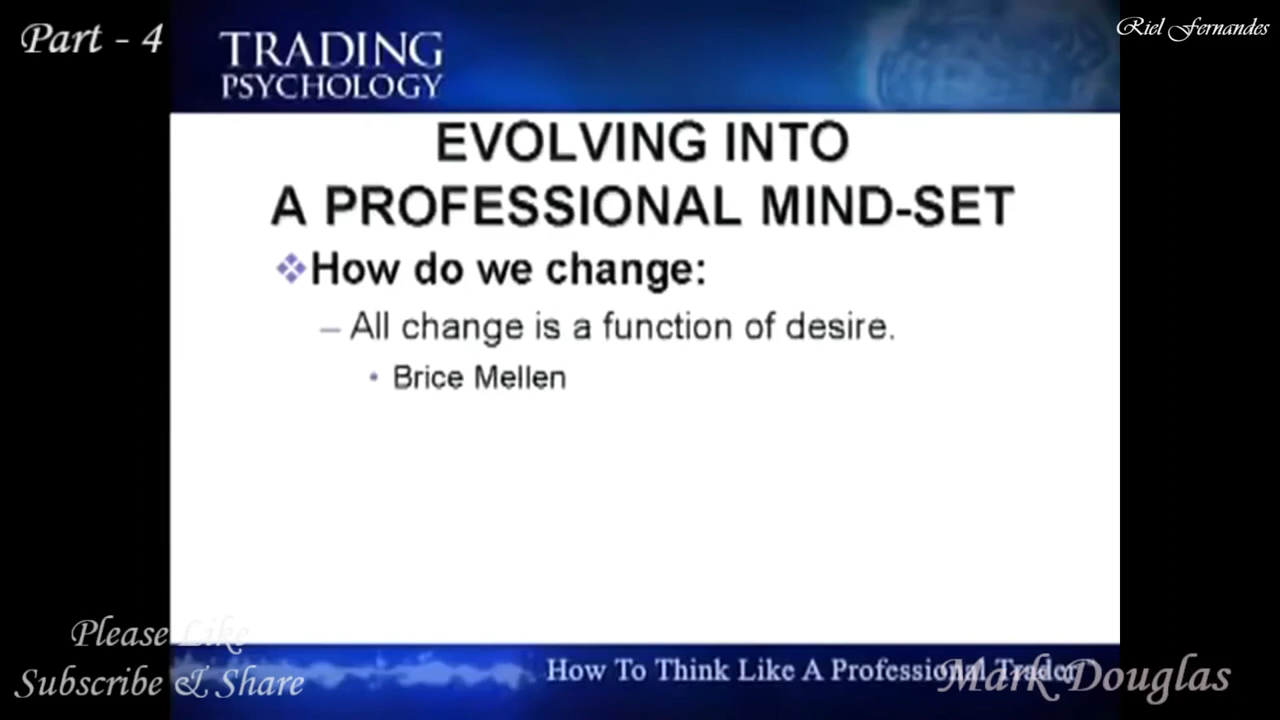 Part - 4
Riel Fernandes
TRADING
PSYCHOLOGY
EVOLVING INTO
A PROFESSIONAL MIND-SET
How do we change:
– All change is a function of desire.
• Brice Mellen
Please Like
Subscribe & Share
How To Think Like A Professional Trader
Mark Douglas